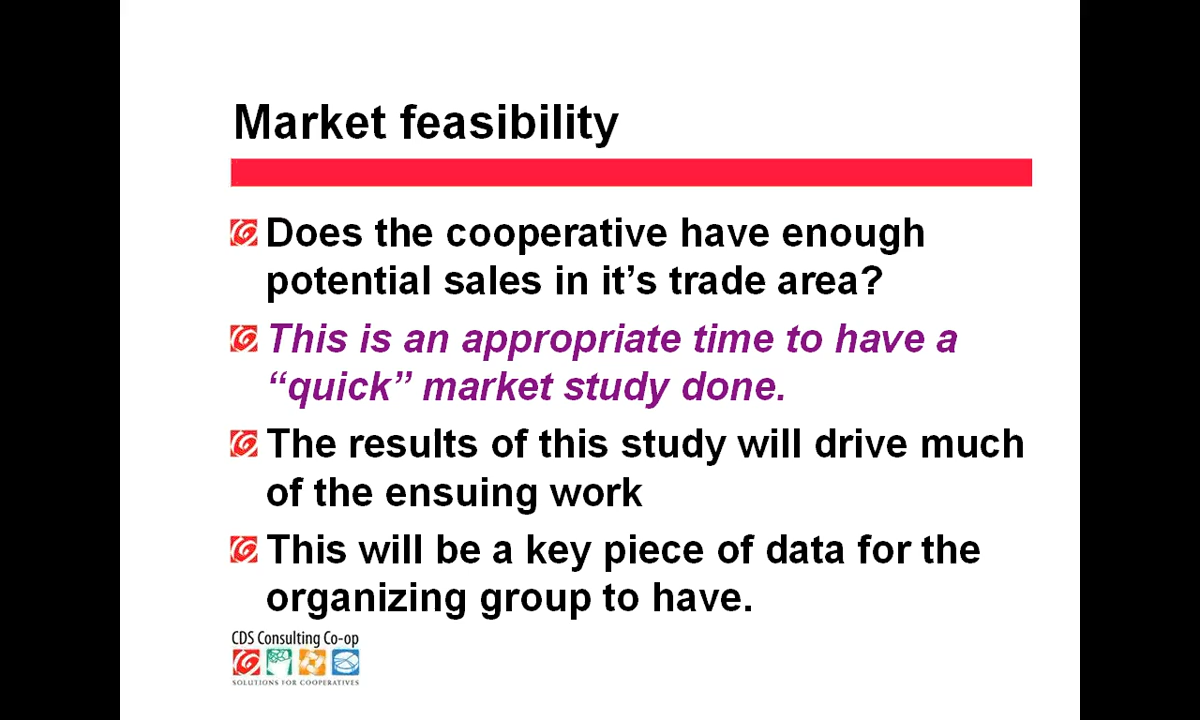 Market feasibility
Does the cooperative have enough
potential sales in it’s trade area?
This is an appropriate time to have a
“quick” market study done.
The results of this study will drive much
of the ensuing work
This will be a key piece of data for the
organizing group to have.
CDS Consulting Co-op
SOLUTIONS FOR COOPERATIVES